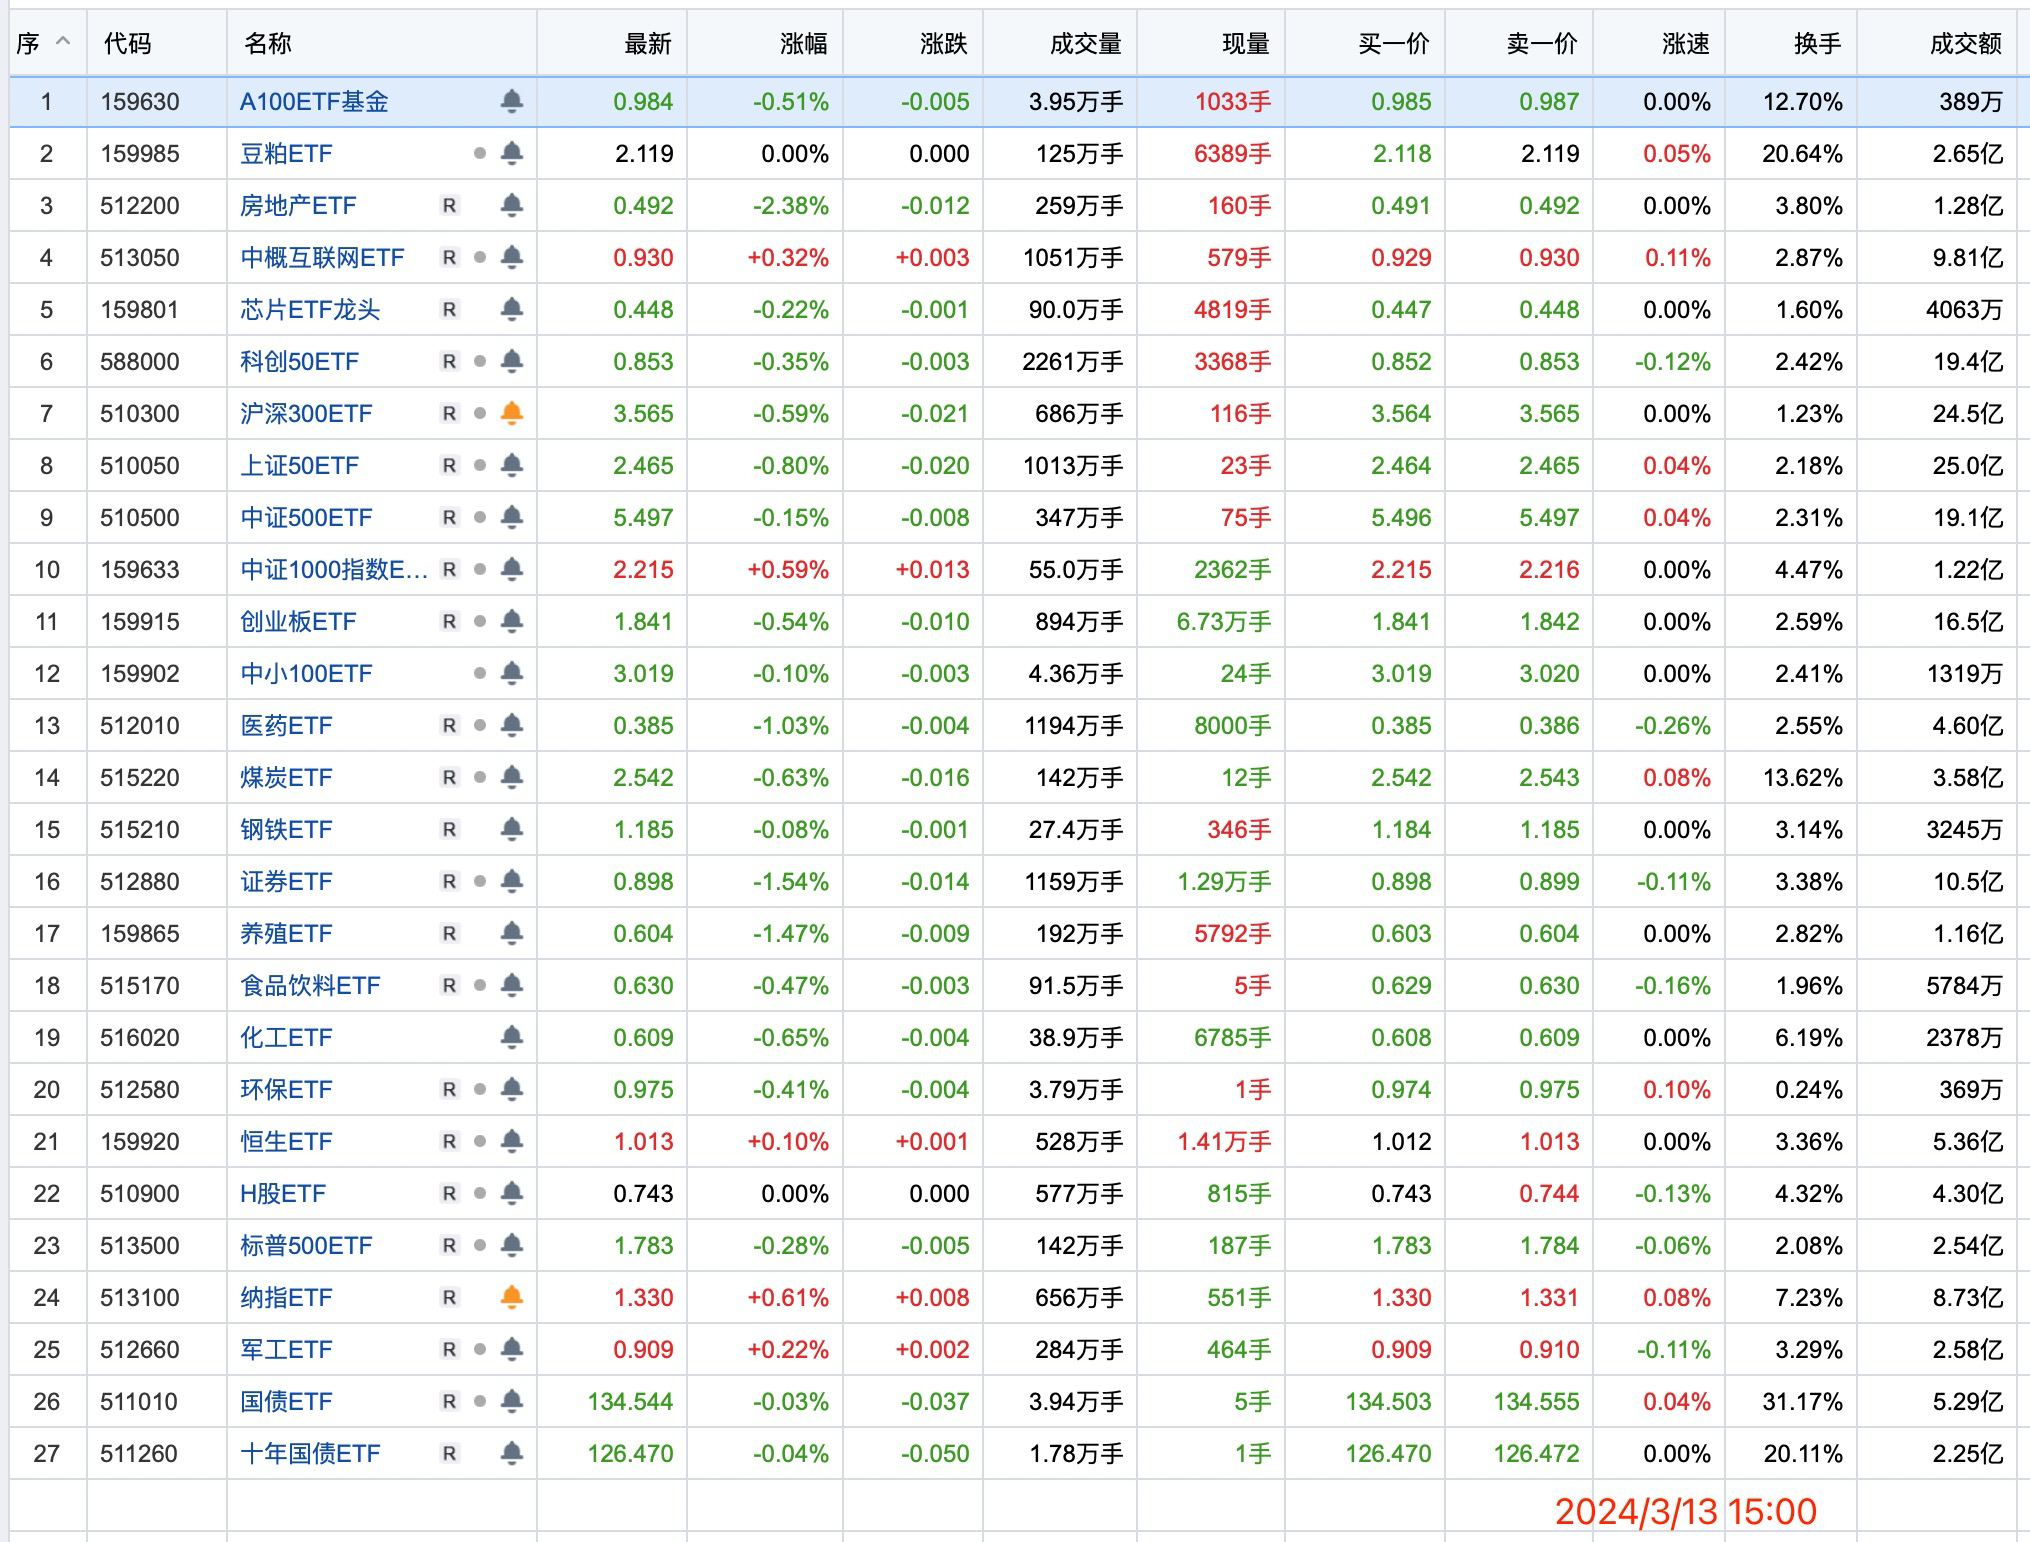 序 代码 名称 最新 涨幅 涨跌 成交量 现量 买一价 卖一价 涨速 换手 成交额
1 159630 A100ETF基金 0.984 -0.51% -0.005 3.95万手 1033手 0.985 0.987 0.00% 12.70% 389万
2 159985 豆粕ETF 2.119 0.00% 0.000 125万手 6389手 2.118 2.119 0.05% 20.64% 2.65亿
3 512200 房地产ETF R 0.492 -2.38% -0.012 259万手 160手 0.491 0.492 0.00% 3.80% 1.28亿
4 513050 中概互联网ETF R 0.930 +0.32% +0.003 1051万手 579手 0.929 0.930 0.11% 2.87% 9.81亿
5 159801 芯片ETF龙头 R 0.448 -0.22% -0.001 90.0万手 4819手 0.447 0.448 0.00% 1.60% 4063万
6 588000 科创50ETF R 0.853 -0.35% -0.003 2261万手 3368手 0.852 0.853 -0.12% 2.42% 19.4亿
7 510300 沪深300ETF R 3.565 -0.59% -0.021 686万手 116手 3.564 3.565 0.00% 1.23% 24.5亿
8 510050 上证50ETF R 2.465 -0.80% -0.020 1013万手 23手 2.464 2.465 0.04% 2.18% 25.0亿
9 510500 中证500ETF R 5.497 -0.15% -0.008 347万手 75手 5.496 5.497 0.04% 2.31% 19.1亿
10 159633 中证1000指数E... R 2.215 +0.59% +0.013 55.0万手 2362手 2.215 2.216 0.00% 4.47% 1.22亿
11 159915 创业板ETF R 1.841 -0.54% -0.010 894万手 6.73万手 1.841 1.842 0.00% 2.59% 16.5亿
12 159902 中小100ETF 3.019 -0.10% -0.003 4.36万手 24手 3.019 3.020 0.00% 2.41% 1319万
13 512010 医药ETF R 0.385 -1.03% -0.004 1194万手 8000手 0.385 0.386 -0.26% 2.55% 4.60亿
14 515220 煤炭ETF R 2.542 -0.63% -0.016 142万手 12手 2.542 2.543 0.08% 13.62% 3.58亿
15 515210 钢铁ETF R 1.185 -0.08% -0.001 27.4万手 346手 1.184 1.185 0.00% 3.14% 3245万
16 512880 证券ETF R 0.898 -1.54% -0.014 1159万手 1.29万手 0.898 0.899 -0.11% 3.38% 10.5亿
17 159865 养殖ETF R 0.604 -1.47% -0.009 192万手 5792手 0.603 0.604 0.00% 2.82% 1.16亿
18 515170 食品饮料ETF R 0.630 -0.47% -0.003 91.5万手 5手 0.629 0.630 -0.16% 1.96% 5784万
19 516020 化工ETF 0.609 -0.65% -0.004 38.9万手 6785手 0.608 0.609 0.00% 6.19% 2378万
20 512580 环保ETF R 0.975 -0.41% -0.004 3.79万手 1手 0.974 0.975 0.10% 0.24% 369万
21 159920 恒生ETF R 1.013 +0.10% +0.001 528万手 1.41万手 1.012 1.013 0.00% 3.36% 5.36亿
22 510900 H股ETF R 0.743 0.00% 0.000 577万手 815手 0.743 0.744 -0.13% 4.32% 4.30亿
23 513500 标普500ETF R 1.783 -0.28% -0.005 142万手 187手 1.783 1.784 -0.06% 2.08% 2.54亿
24 513100 纳指ETF R 1.330 +0.61% +0.008 656万手 551手 1.330 1.331 0.08% 7.23% 8.73亿
25 512660 军工ETF R 0.909 +0.22% +0.002 284万手 464手 0.909 0.910 -0.11% 3.29% 2.58亿
26 511010 国债ETF R 134.544 -0.03% -0.037 3.94万手 5手 134.503 134.555 0.04% 31.17% 5.29亿
27 511260 十年国债ETF R 126.470 -0.04% -0.050 1.78万手 1手 126.470 126.472 0.00% 20.11% 2.25亿
2024/3/13 15:00